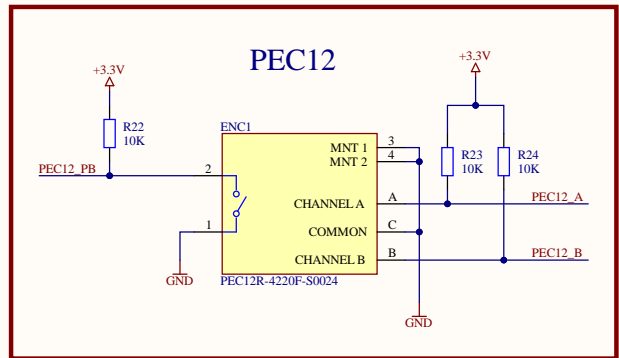 PEC12
+3.3V
+3.3V
R22
10K
ENC1
MNT 1
3
MNT 2
4
R23
10K
R24
10K
PEC12_PB
2
CHANNEL A
A
PEC12_A
1
COMMON
C
CHANNEL B
B
PEC12_B
GND
PEC12R-4220F-S0024
GND